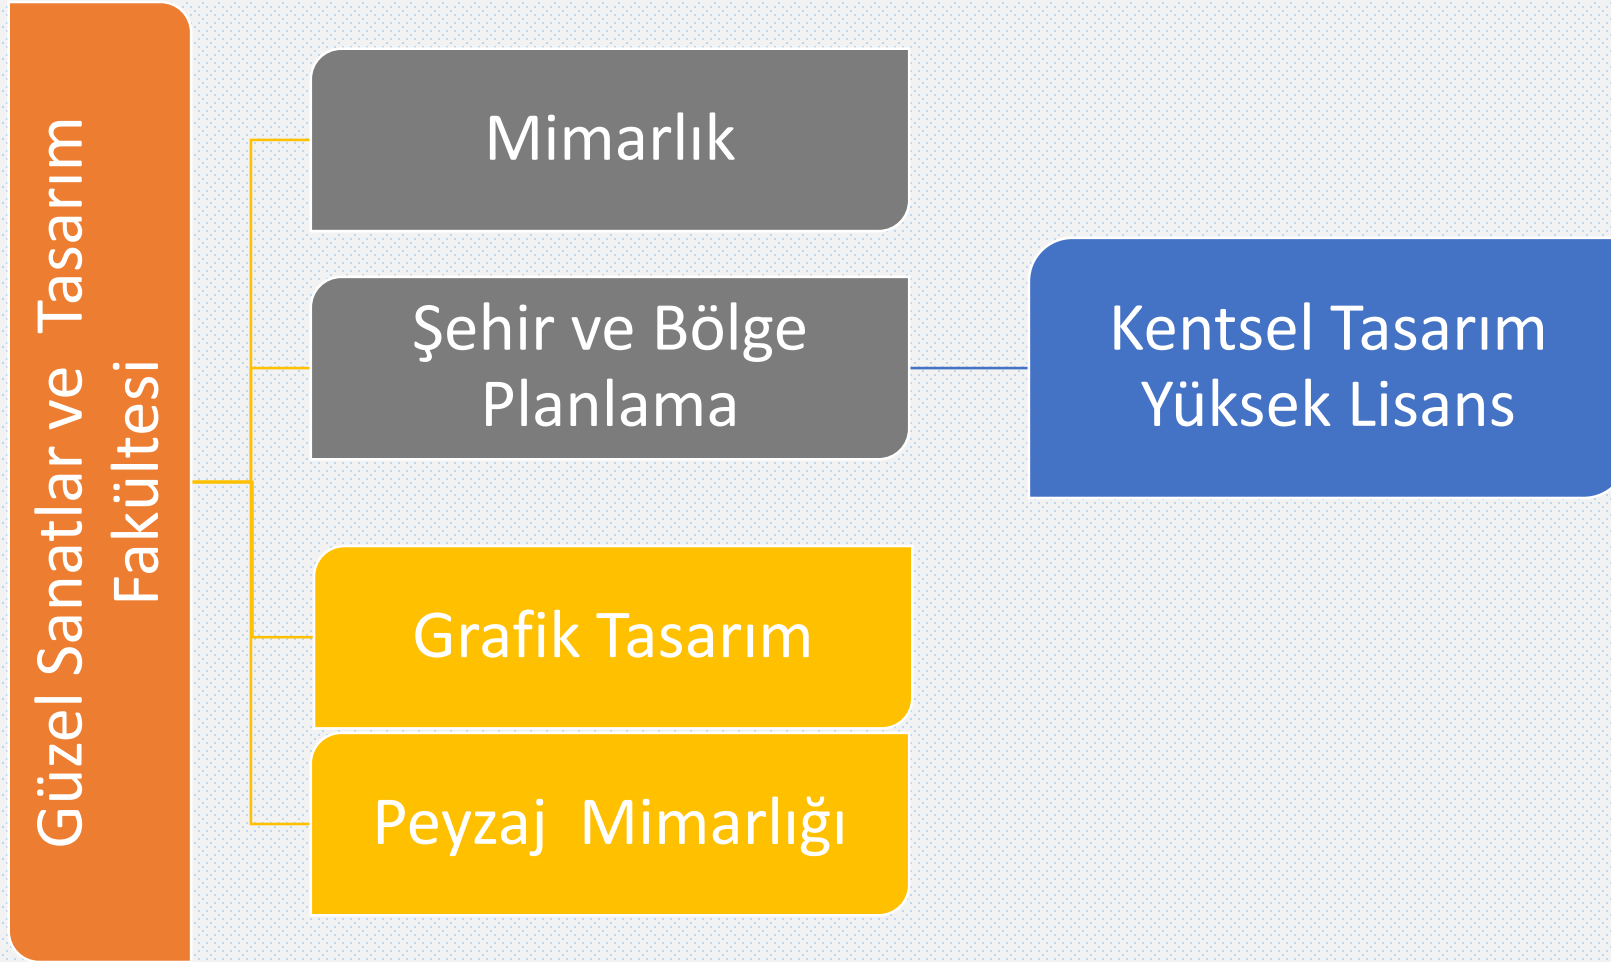 Güzel Sanatlar ve Tasarım
Fakültesi
Mimarlık
Şehir ve Bölge
Planlama
Kentsel Tasarım
Yüksek Lisans
Grafik Tasarım
Peyzaj Mimarlığı